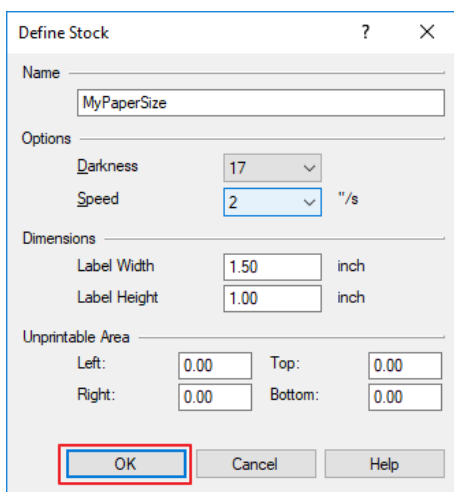 Define Stock ?
Name
MyPaperSize
Options
Darkness 17
Speed 2 "/s
Dimensions
Label Width 1.50 inch
Label Height 1.00 inch
Unprintable Area
Left: 0.00 Top: 0.00
Right: 0.00 Bottom: 0.00
OK Cancel Help